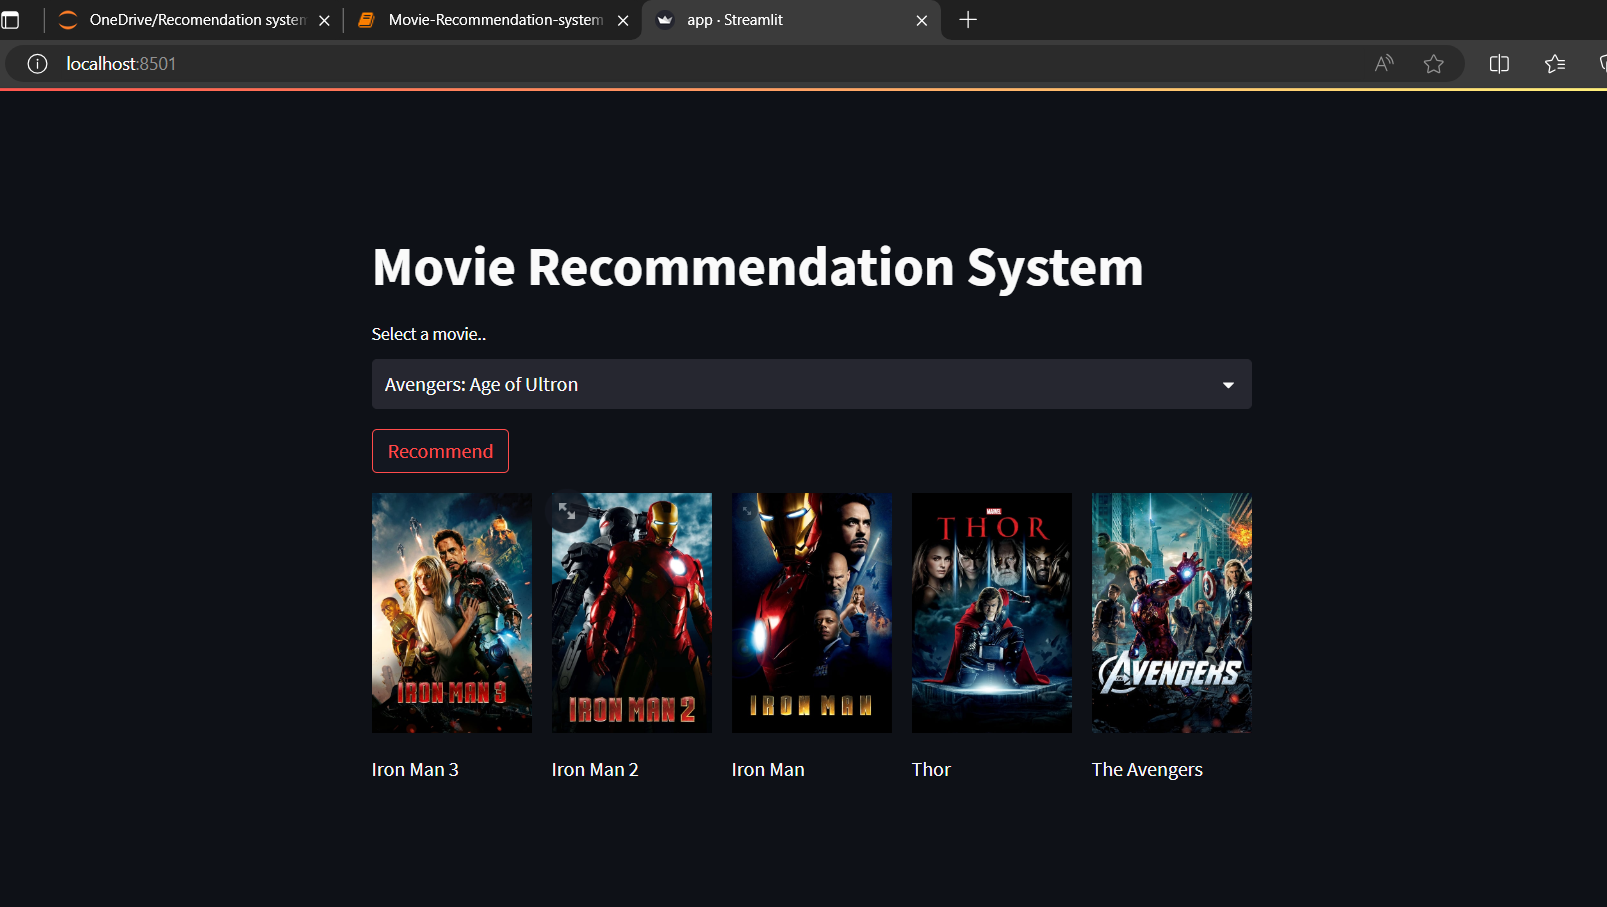 OneDrive/Recomendation system
Movie-Recommendation-system
app · Streamlit
localhost:8501
Movie Recommendation System
Select a movie..
Avengers: Age of Ultron
Recommend
IRON MAN 3
IRON MAN 2
IRON MAN
MARVEL
THOR
AVENGERS
Iron Man 3
Iron Man 2
Iron Man
Thor
The Avengers